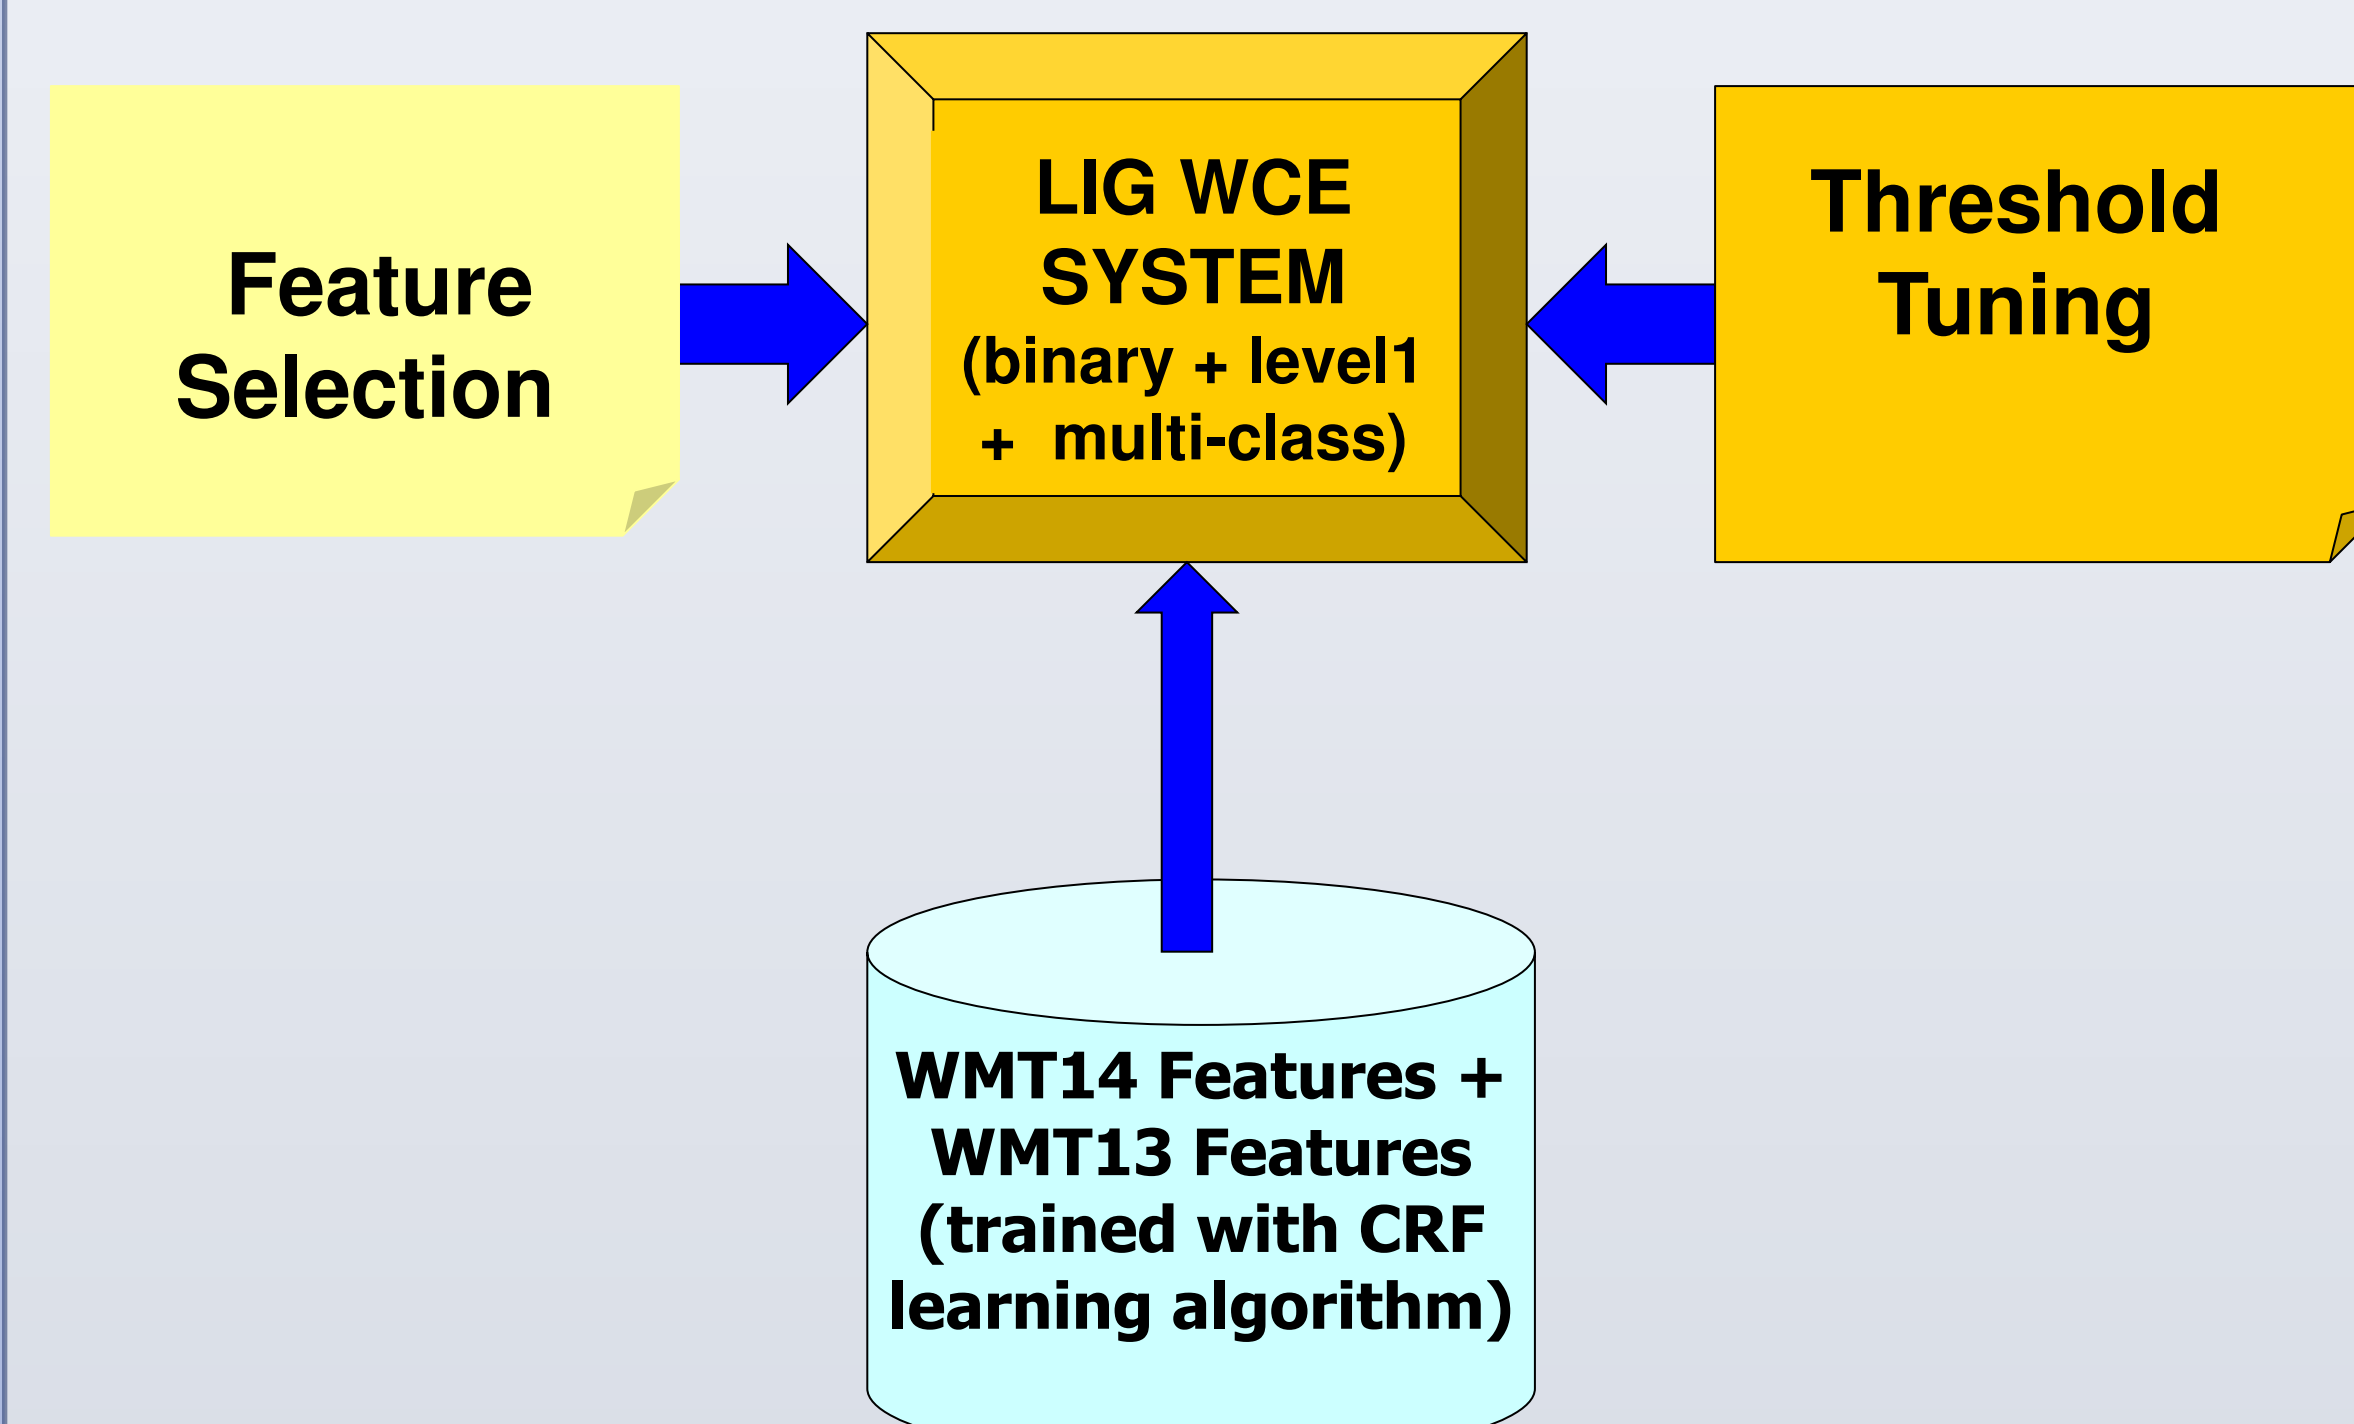 Feature
Selection
LIG WCE
SYSTEM
(binary + level1
+ multi-class)
Threshold
Tuning
WMT14 Features +
WMT13 Features
(trained with CRF
learning algorithm)